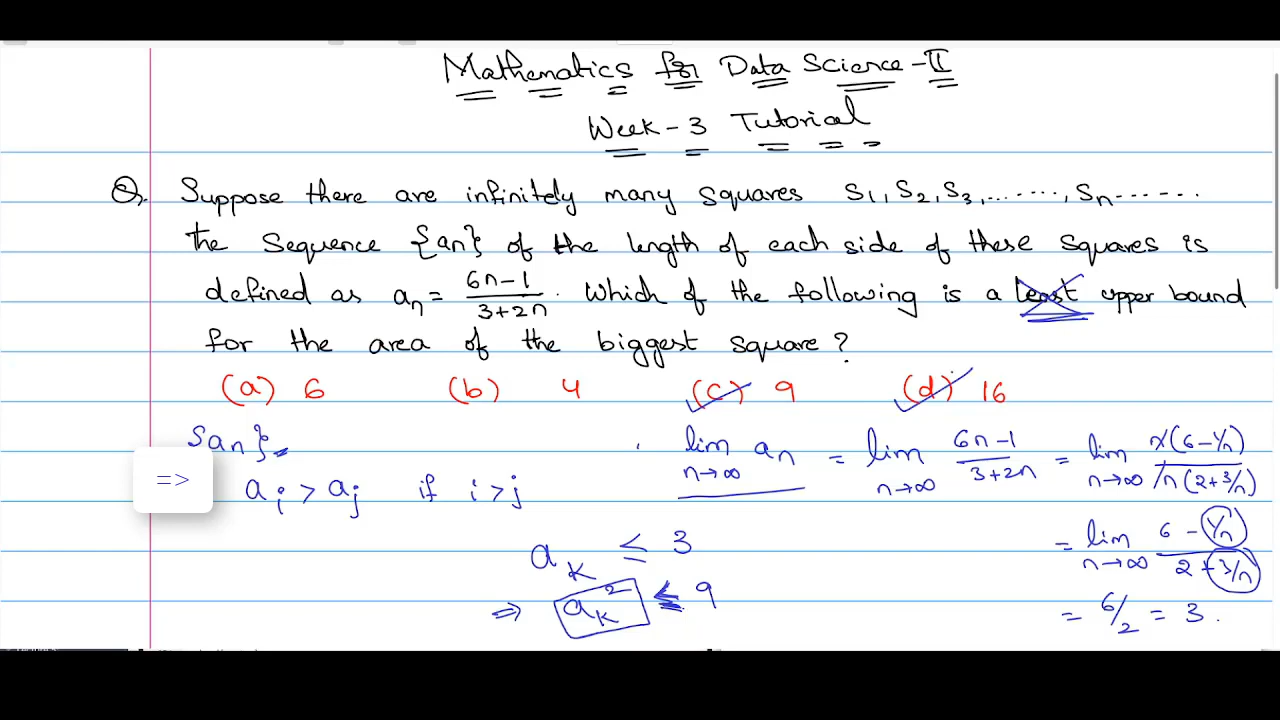 Mathematics for Data Science - II
Week - 3 Tutorial
Q. Suppose there are infinitely many squares S1, S2, S3, ........, Sn ------
the sequence {an} of the length of each side of these squares is
defined as an = (6n-1)/(3+2n). Which of the following is a least upper bound
for the area of the biggest square?
(a) 6 (b) 4 (c) 9 (d) 16
{an}
lim n→∞ an = lim n→∞ (6n-1)/(3+2n) = lim n→∞ n(6-1/n)/n(2+3/n)
=>
ai > aj if i > j
= lim n→∞ (6 - 1/n)/(2 + 3/n)
aK ≤ 3
⇒ aK² ≤ 9
= 6/2 = 3.